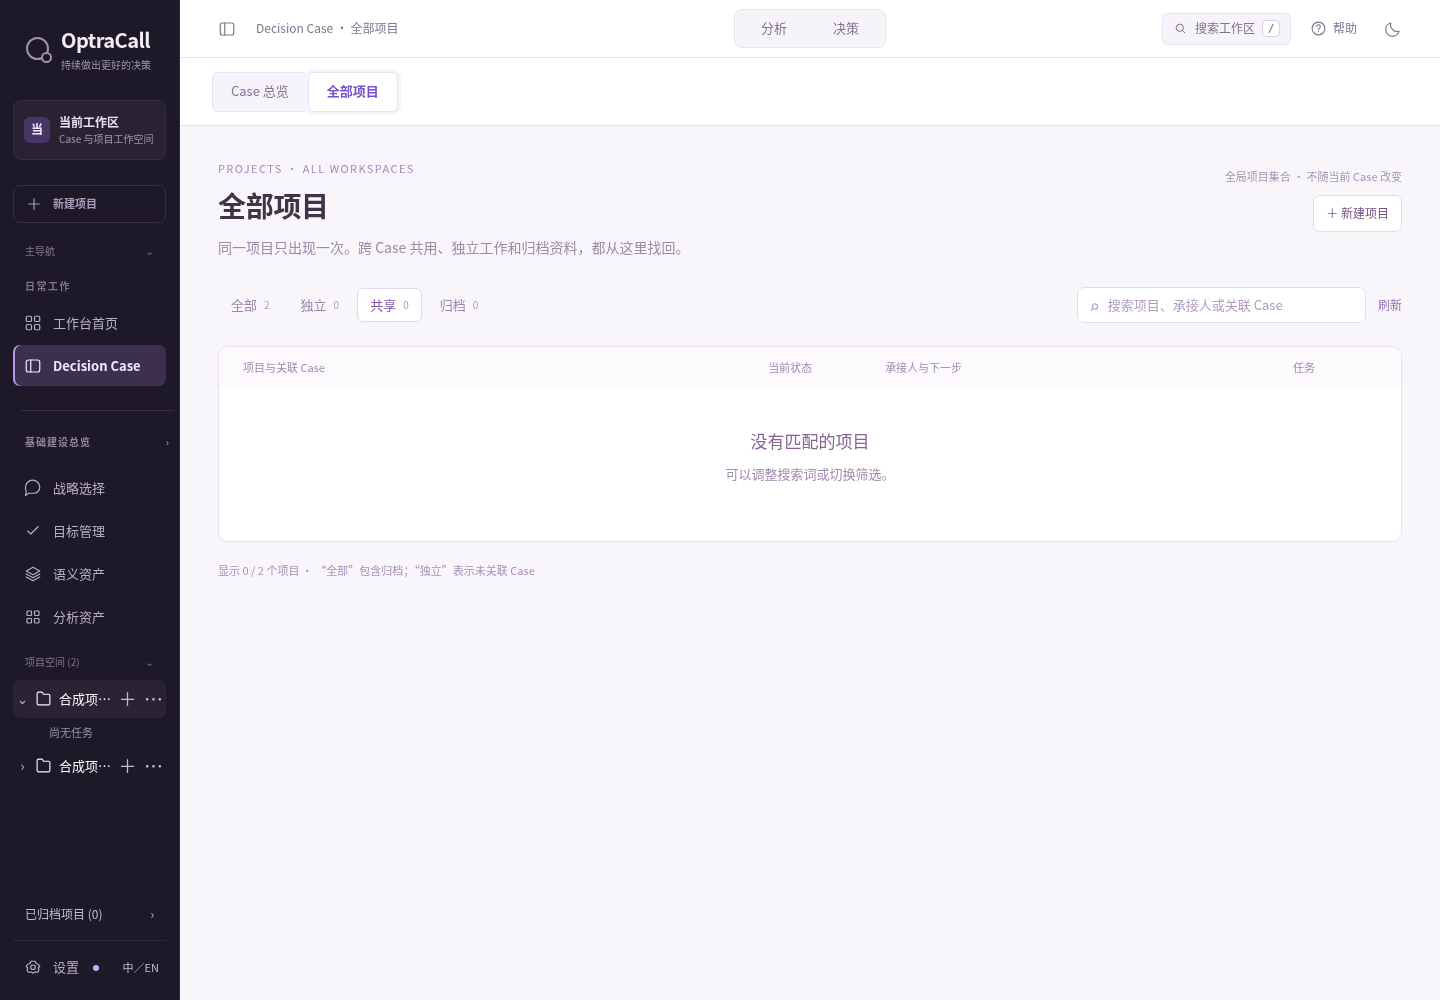 OptraCall
持续做出更好的决策
当
当前工作区
Case 与项目工作空间
新建项目
主导航
日常工作
工作台首页
Decision Case
基础建设总览
战略选择
目标管理
语义资产
分析资产
项目空间 (2)
合成项…
尚无任务
合成项…
已归档项目 (0)
设置
中／EN
Decision Case · 全部项目
分析
决策
搜索工作区 /
帮助
Case 总览
全部项目
PROJECTS · ALL WORKSPACES
全部项目
同一项目只出现一次。跨 Case 共用、独立工作和归档资料，都从这里找回。
全局项目集合 · 不随当前 Case 改变
＋ 新建项目
全部 2
独立 0
共享 0
归档 0
搜索项目、承接人或关联 Case
刷新
项目与关联 Case
当前状态
承接人与下一步
任务
没有匹配的项目
可以调整搜索词或切换筛选。
显示 0 / 2 个项目 · “全部”包含归档；“独立”表示未关联 Case